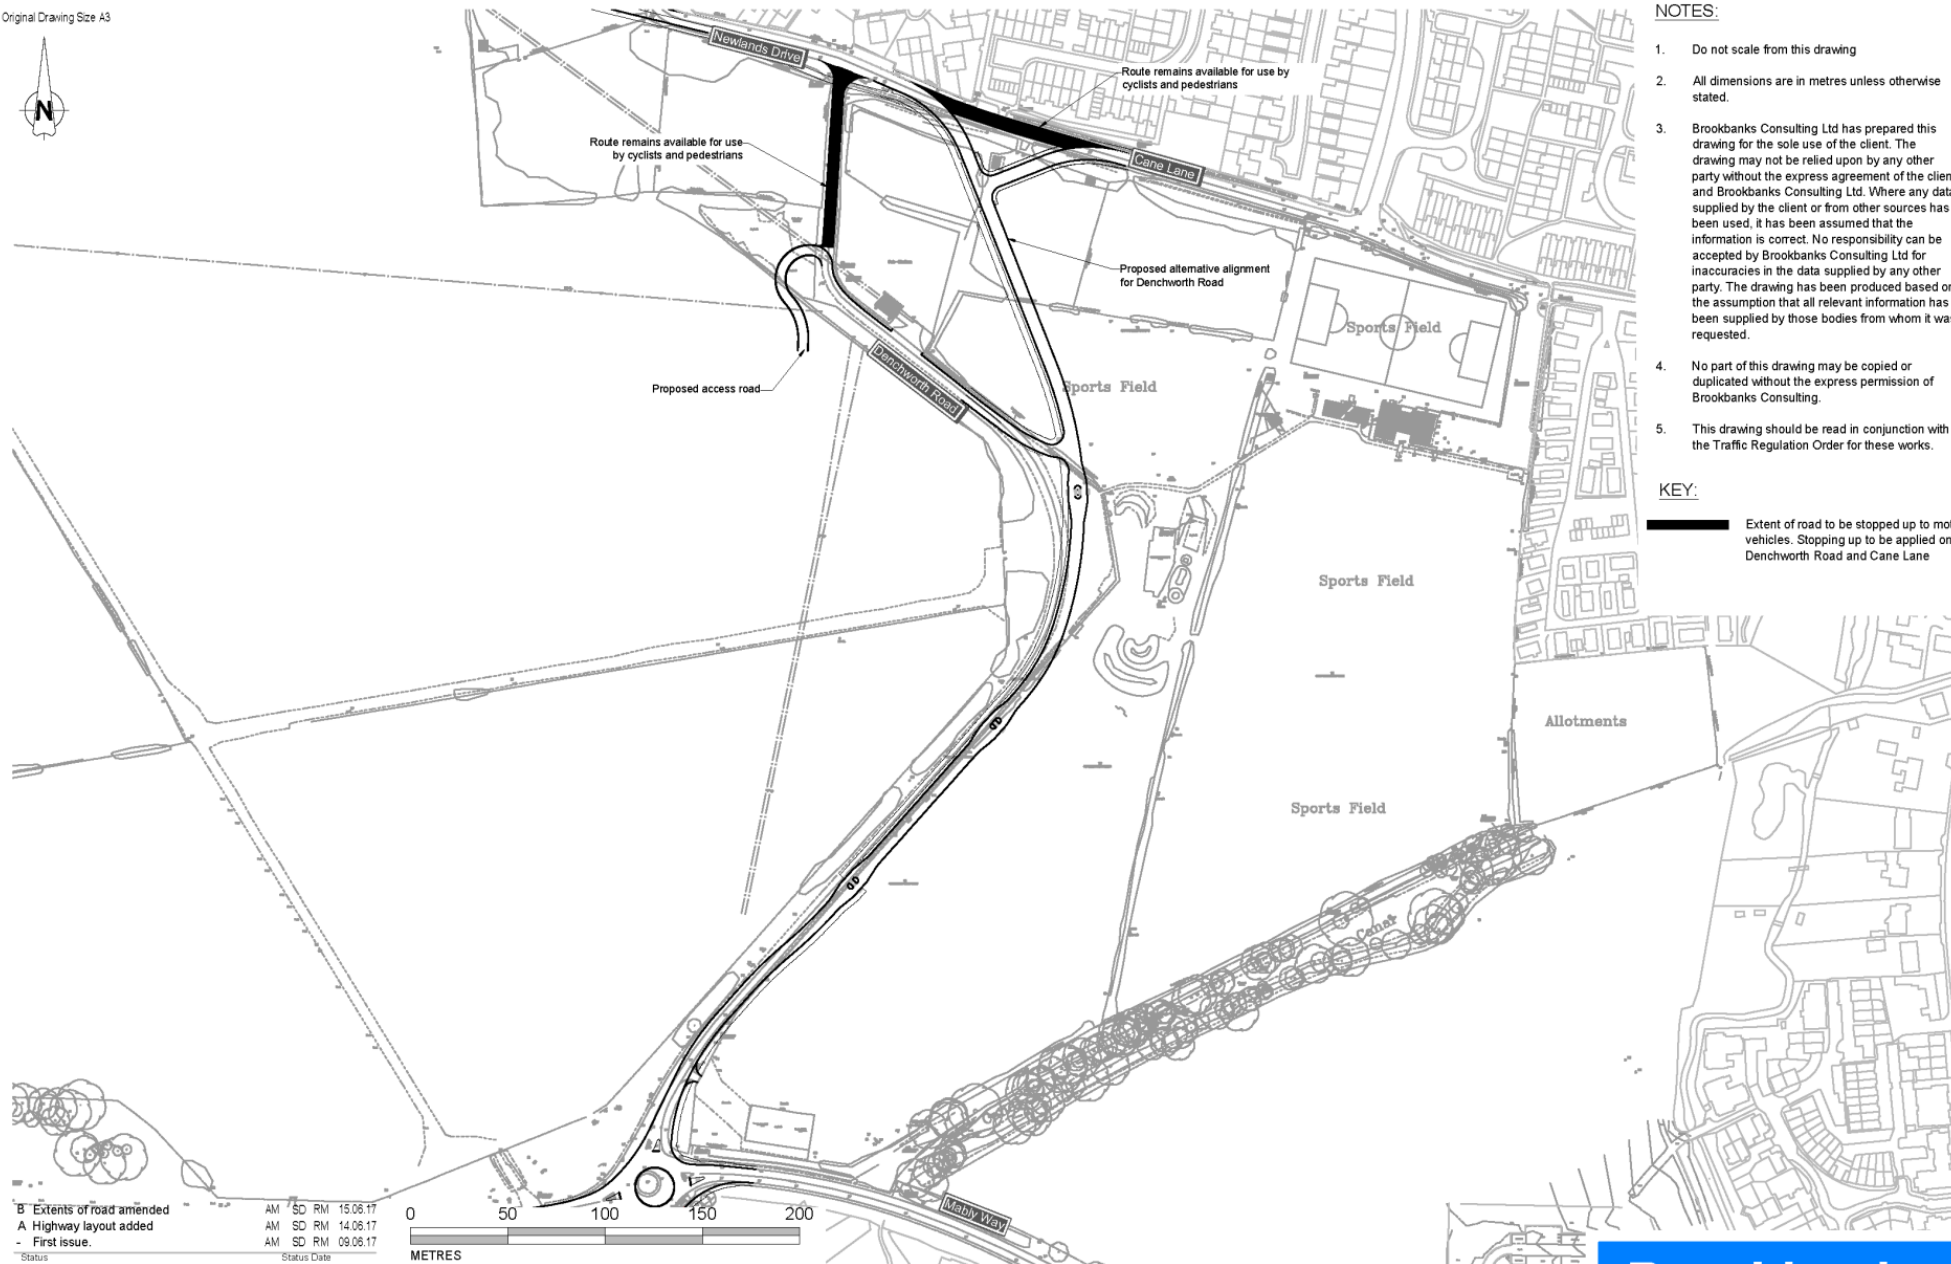 Original Drawing Size A3
N
Newlands Drive
Route remains available for use by
cyclists and pedestrians
Route remains available for use
by cyclists and pedestrians
Cane Lane
Proposed alternative alignment
for Denchworth Road
Proposed access road
Denchworth Road
Sports Field
Sports Field
Sports Field
Allotments
Sports Field
Canal
Mably Way
NOTES:
1. Do not scale from this drawing
2. All dimensions are in metres unless otherwise
stated.
3. Brookbanks Consulting Ltd has prepared this
drawing for the sole use of the client. The
drawing may not be relied upon by any other
party without the express agreement of the clien
and Brookbanks Consulting Ltd. Where any data
supplied by the client or from other sources has
been used, it has been assumed that the
information is correct. No responsibility can be
accepted by Brookbanks Consulting Ltd for
inaccuracies in the data supplied by any other
party. The drawing has been produced based on
the assumption that all relevant information has
been supplied by those bodies from whom it was
requested.
4. No part of this drawing may be copied or
duplicated without the express permission of
Brookbanks Consulting.
5. This drawing should be read in conjunction with
the Traffic Regulation Order for these works.
KEY:
Extent of road to be stopped up to mot
vehicles. Stopping up to be applied on
Denchworth Road and Cane Lane
B Extents of road amended AM SD RM 15.06.17
A Highway layout added AM SD RM 14.06.17
- First issue. AM SD RM 09.06.17
Status Status Date
0 50 100 150 200
METRES